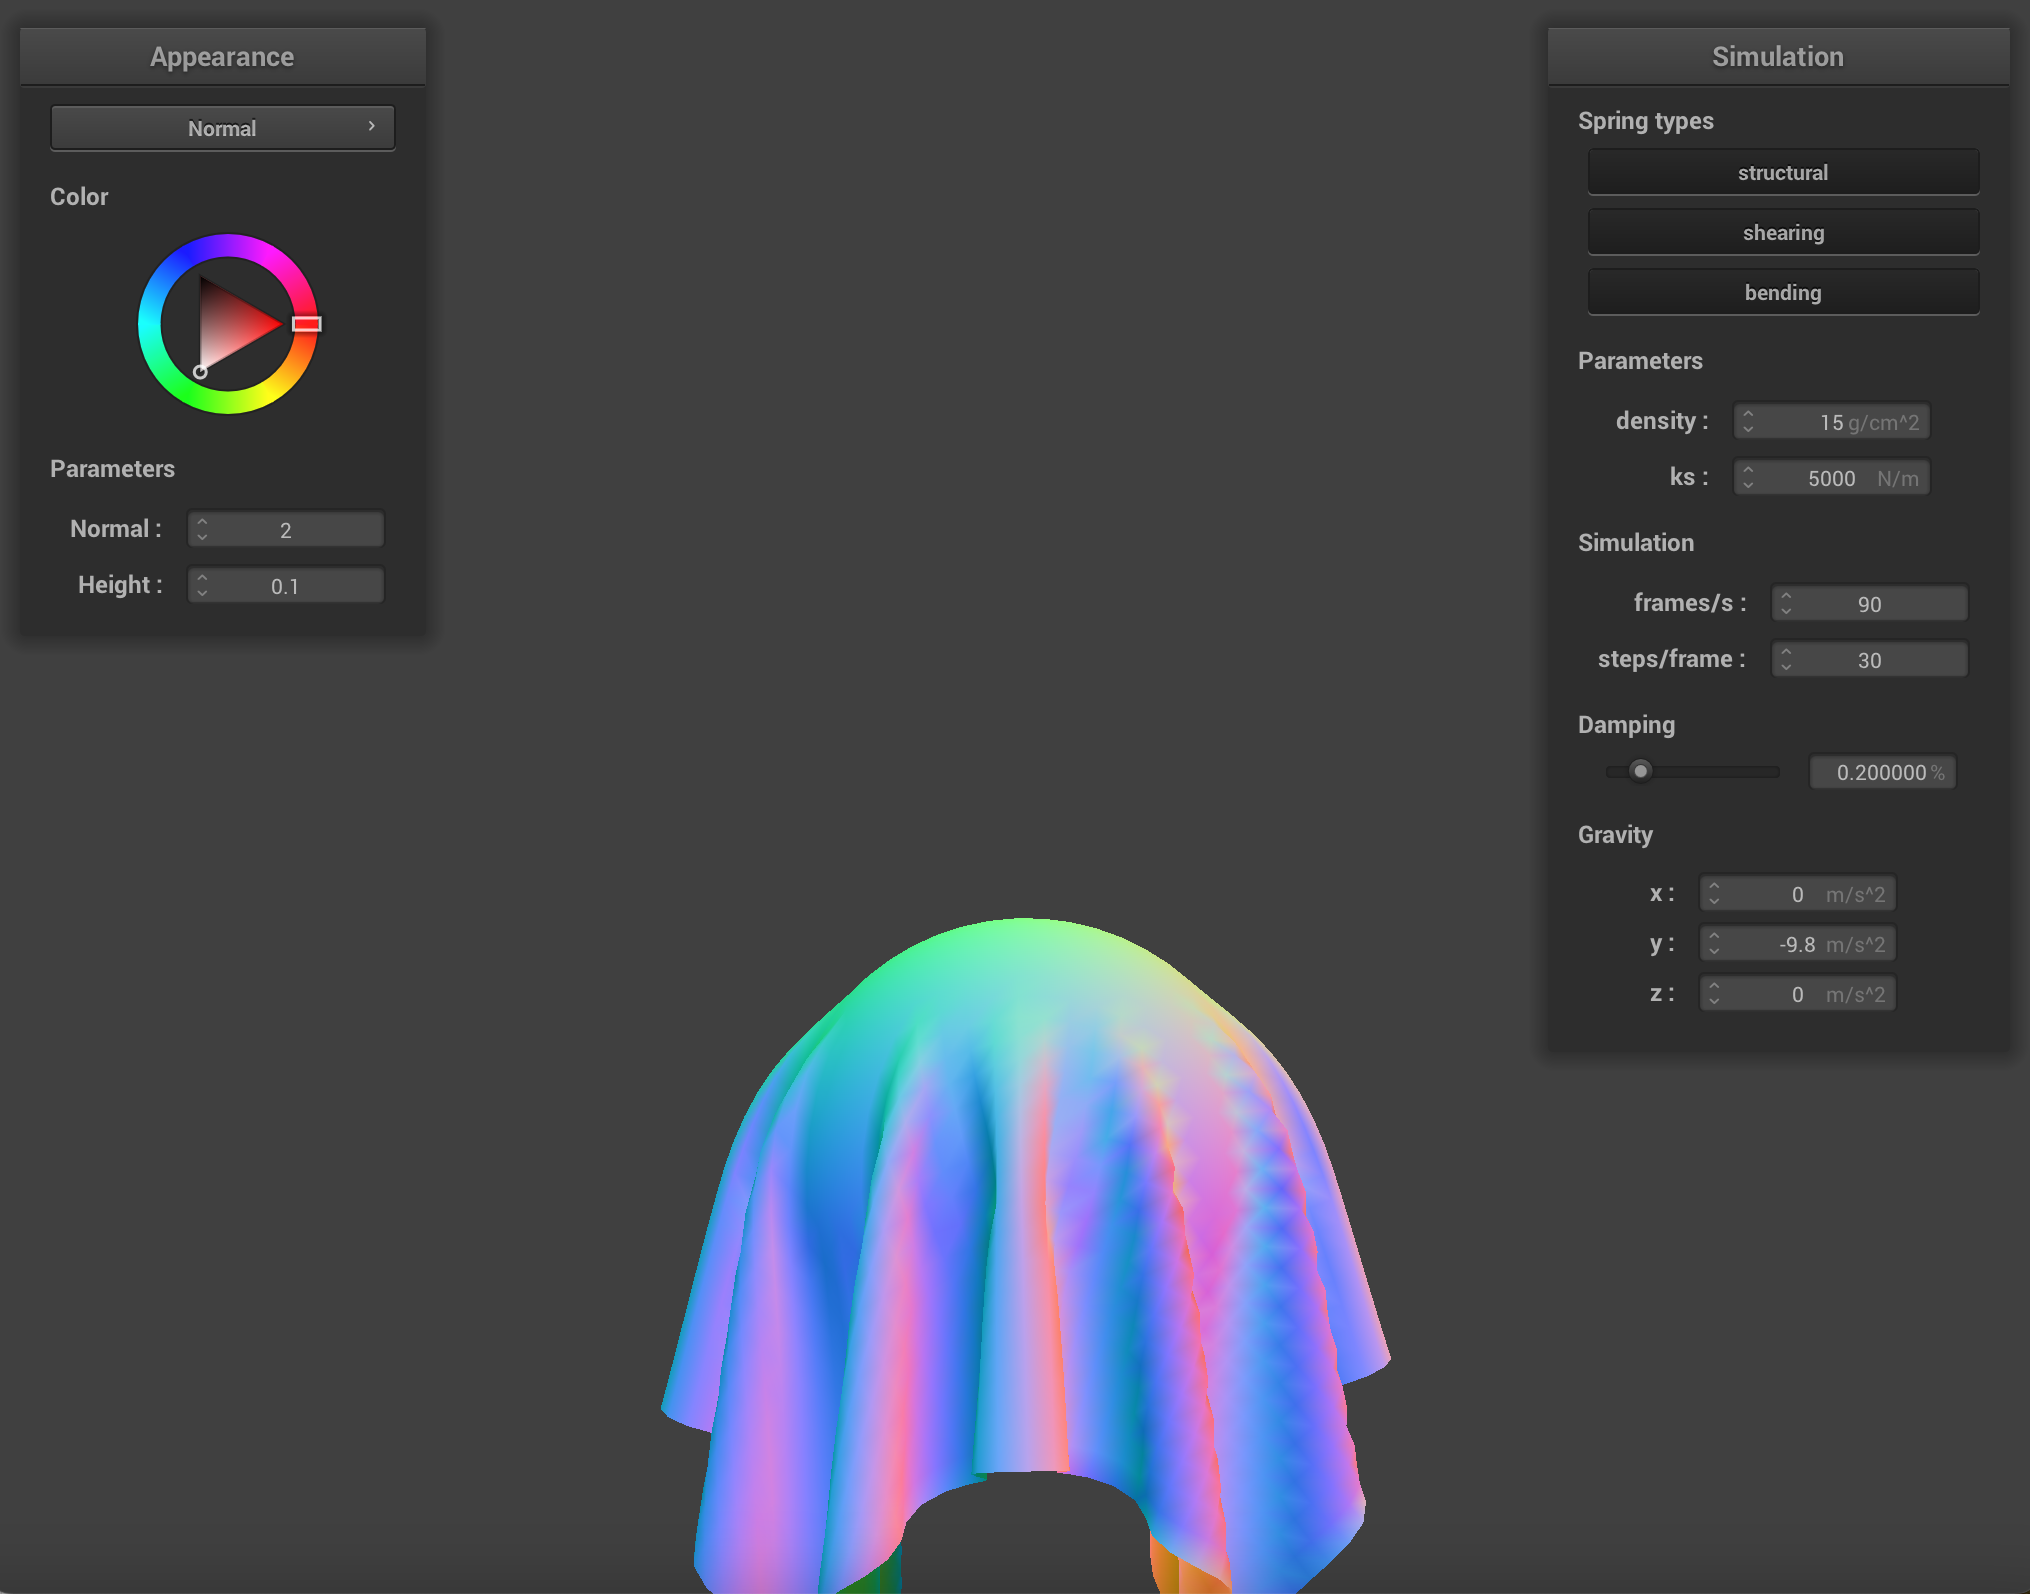 Appearance
Normal
Color
Parameters
Normal : 2
Height : 0.1
Simulation
Spring types
structural
shearing
bending
Parameters
density : 15 g/cm^2
ks : 5000 N/m
Simulation
frames/s : 90
steps/frame : 30
Damping
0.200000 %
Gravity
x : 0 m/s^2
y : -9.8 m/s^2
z : 0 m/s^2